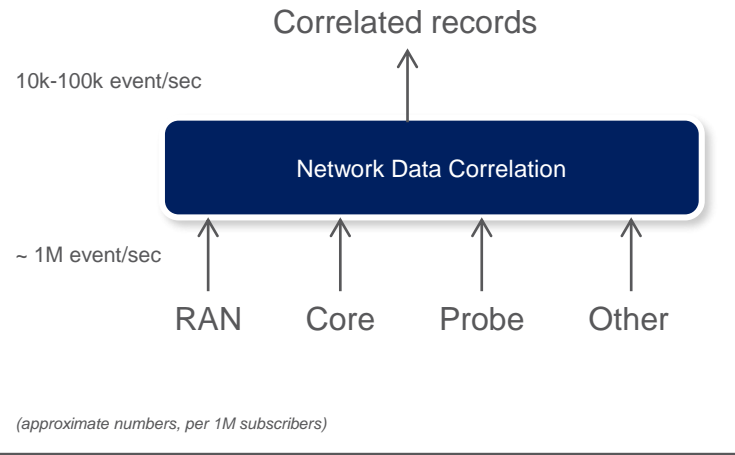 Correlated records
10k-100k event/sec
Network Data Correlation
~ 1M event/sec
RAN Core Probe Other
(approximate numbers, per 1M subscribers)